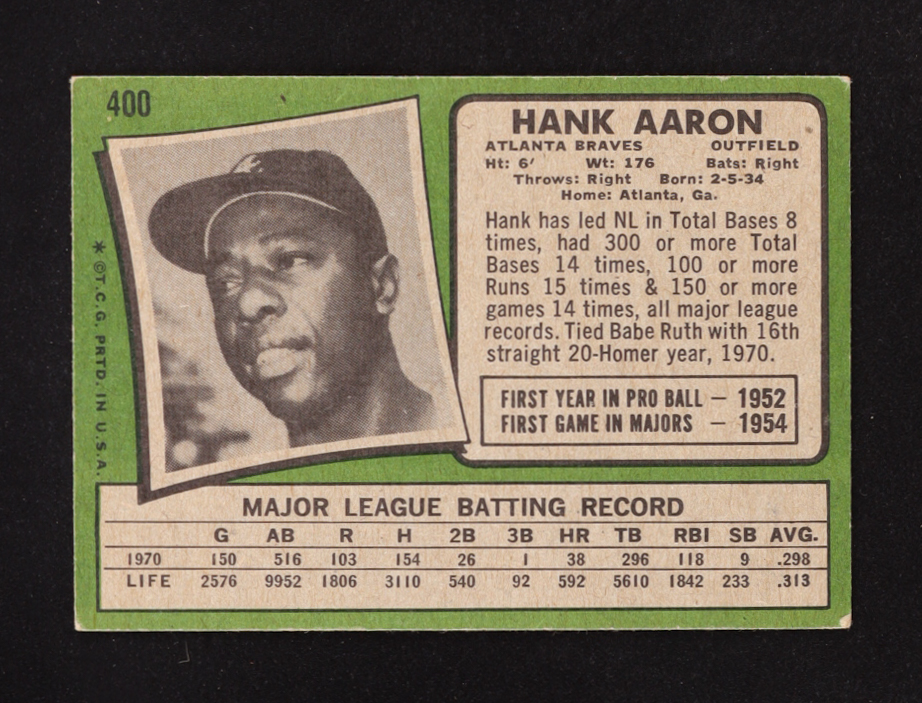 400
HANK AARON
ATLANTA BRAVES OUTFIELD
Ht: 6' Wt: 176 Bats: Right
Throws: Right Born: 2-5-34
Home: Atlanta, Ga.
Hank has led NL in Total Bases 8
times, had 300 or more Total
Bases 14 times, 100 or more
Runs 15 times & 150 or more
games 14 times, all major league
records. Tied Babe Ruth with 16th
straight 20-Homer year, 1970.
FIRST YEAR IN PRO BALL — 1952
FIRST GAME IN MAJORS — 1954
* ©T.C.G. PRTD. IN U.S.A.
MAJOR LEAGUE BATTING RECORD
G AB R H 2B 3B HR TB RBI SB AVG.
1970 150 516 103 154 26 1 38 296 118 9 .298
LIFE 2576 9952 1806 3110 540 92 592 5610 1842 233 .313